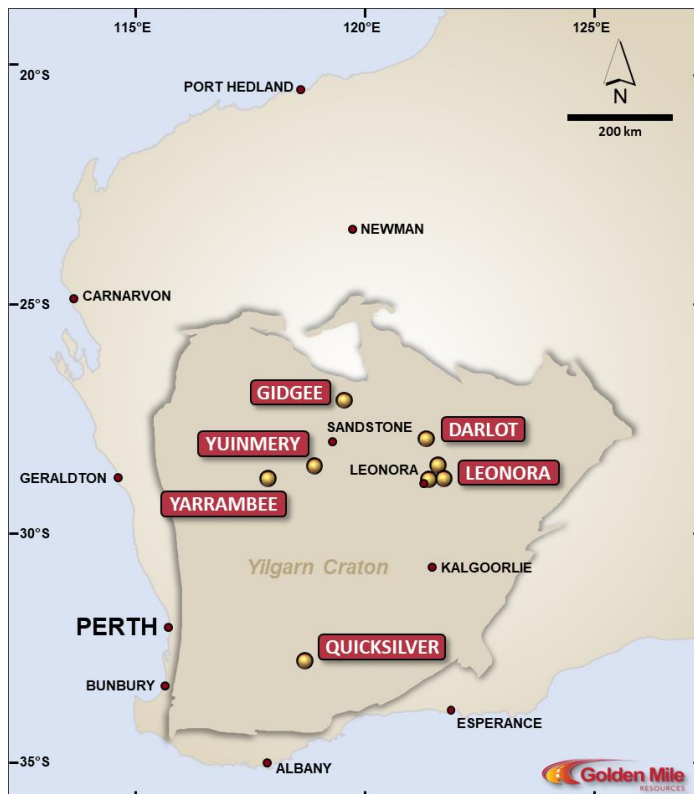 115°E
120°E
125°E
20°S
PORT HEDLAND
N
200 km
NEWMAN
25°S
CARNARVON
GIDGEE
SANDSTONE
DARLOT
YUINMERY
LEONORA
LEONORA
GERALDTON
YARRAMBEE
30°S
Yilgarn Craton
KALGOORLIE
PERTH
QUICKSILVER
BUNBURY
ESPERANCE
35°S
ALBANY
Golden Mile
RESOURCES